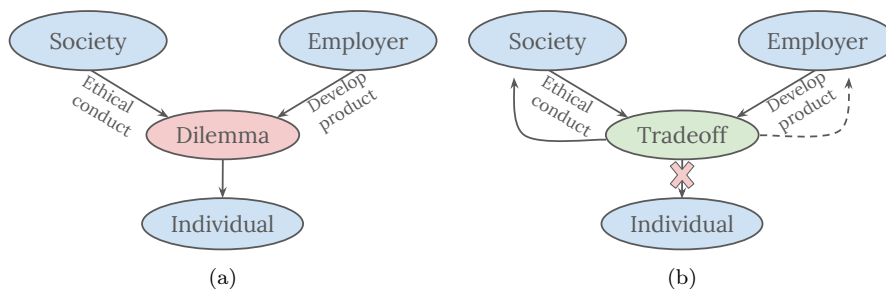 Society
Employer
Ethical
conduct
Develop
product
Dilemma
Individual
(a)
Society
Employer
Ethical
conduct
Develop
product
Tradeoff
Individual
(b)